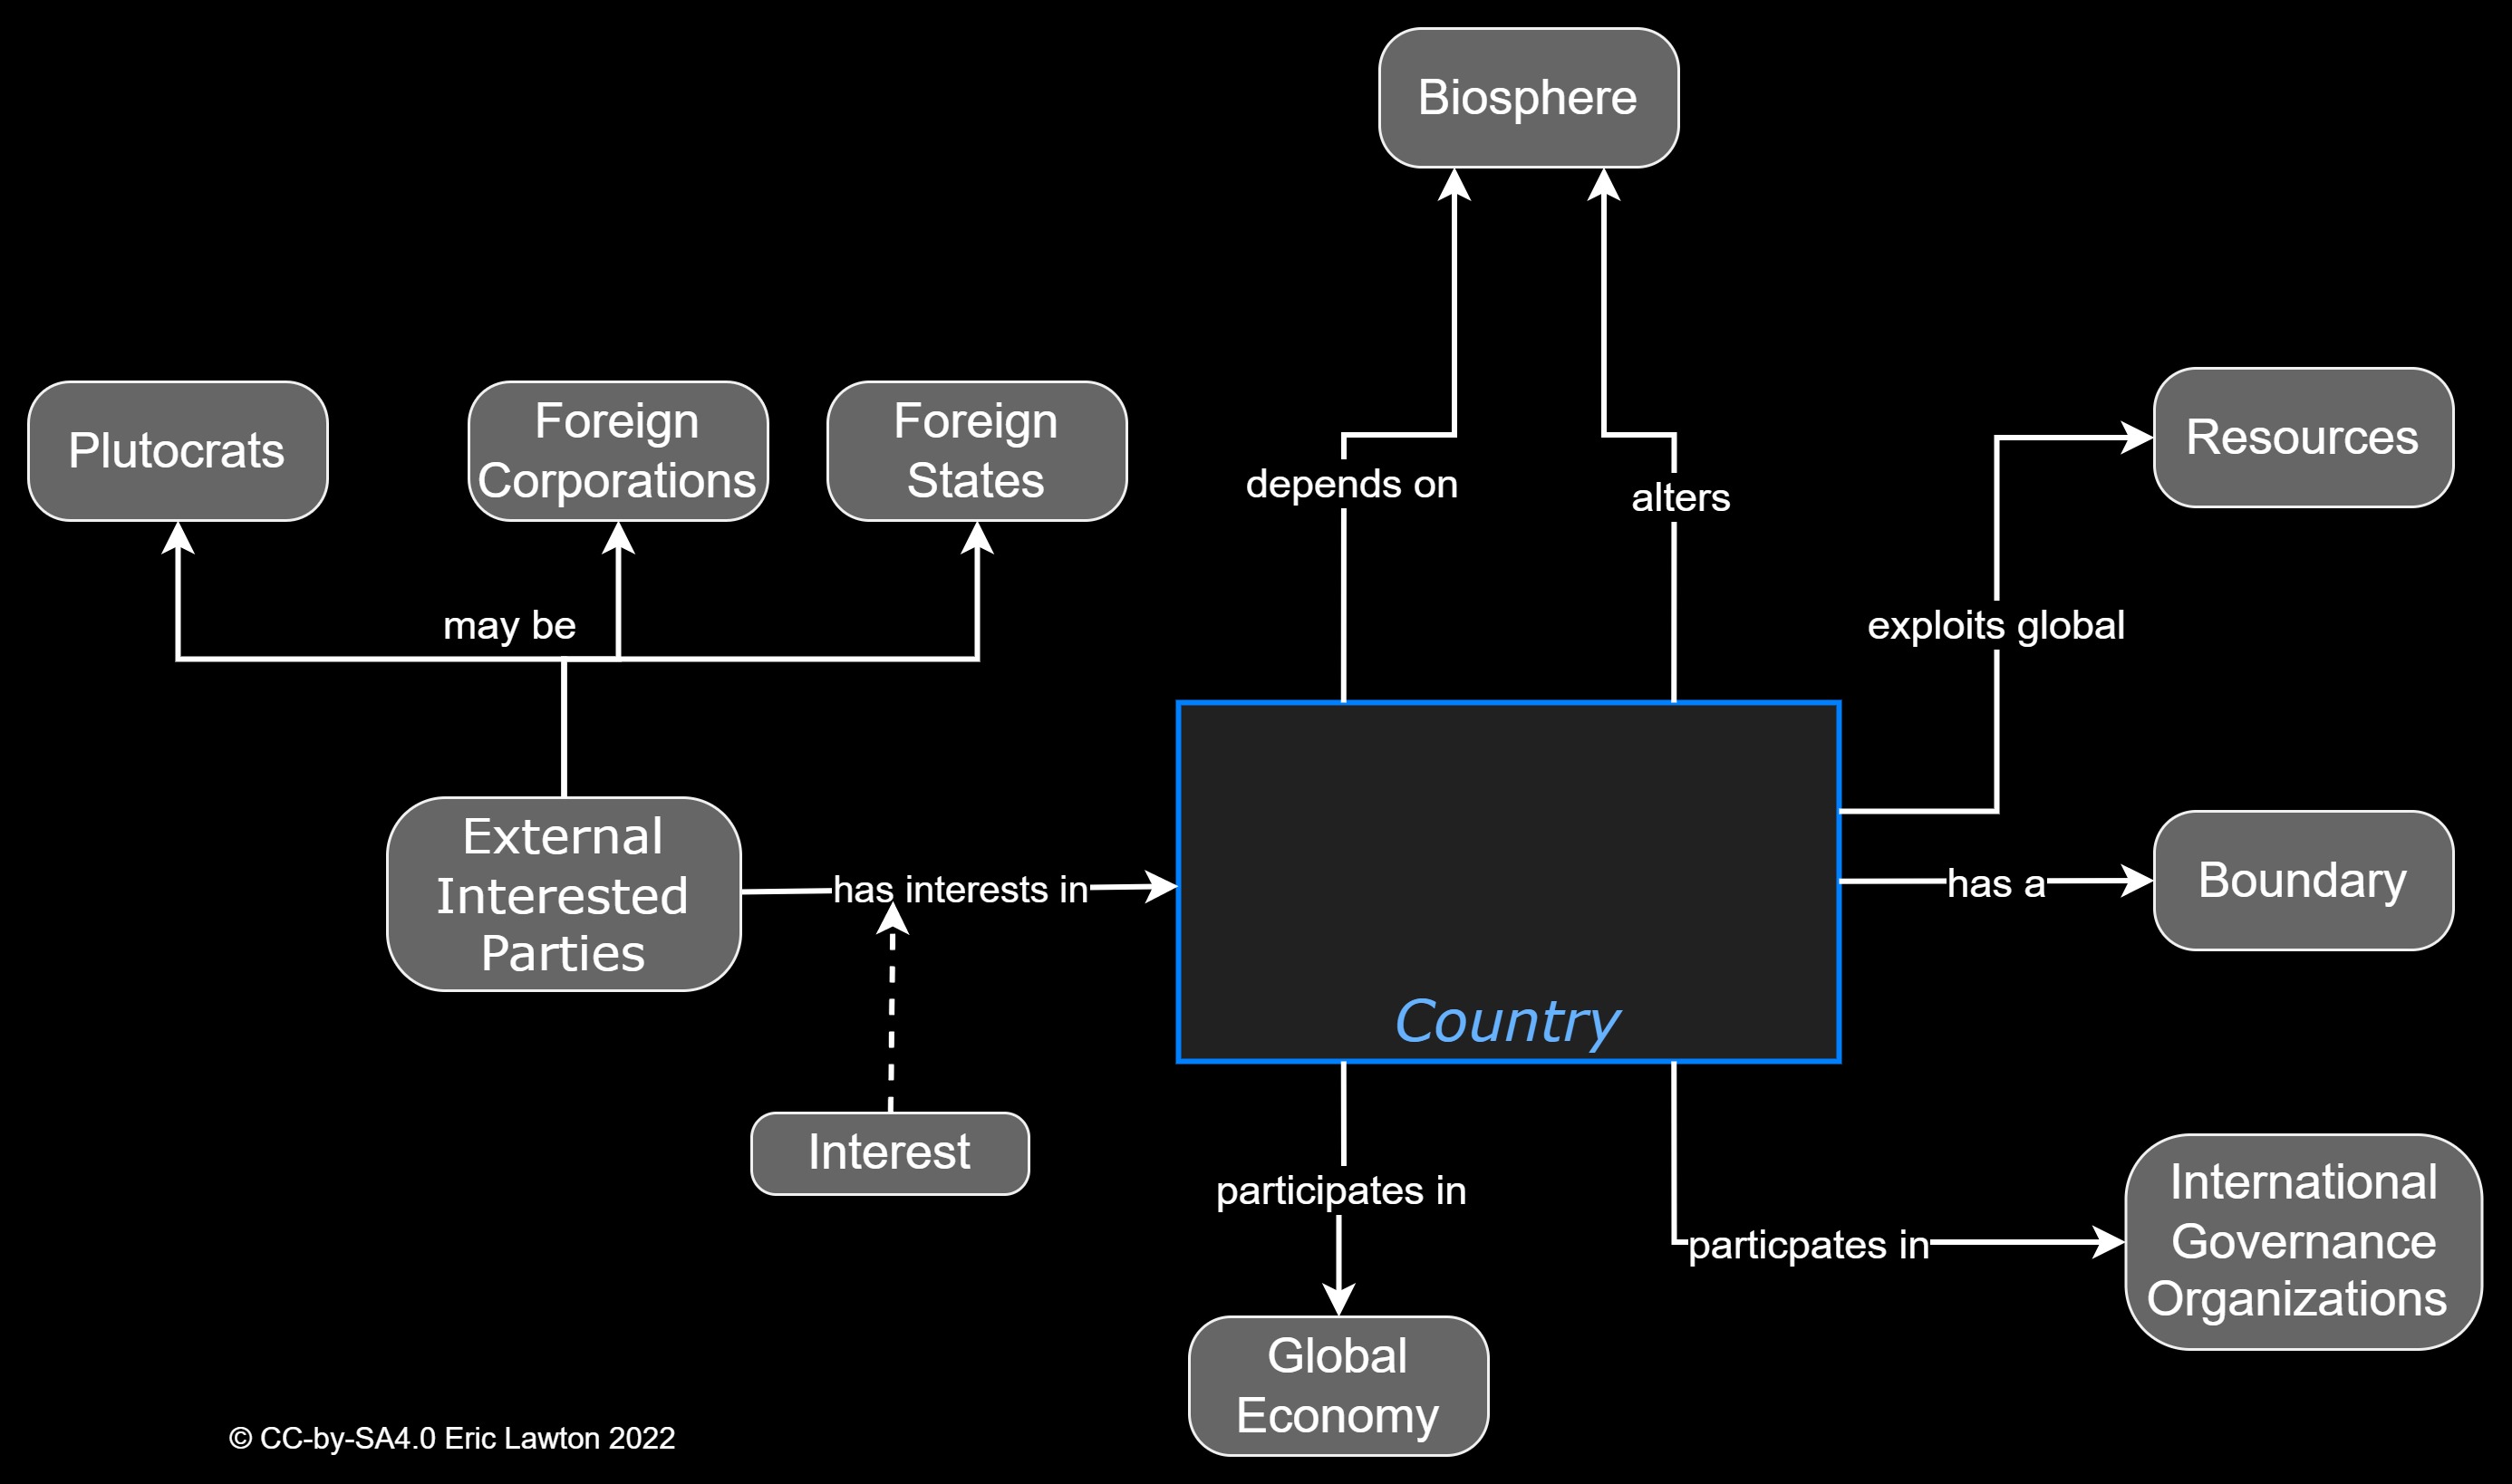 Biosphere
Plutocrats
Foreign
Corporations
Foreign
States
Resources
depends on
alters
may be
exploits global
External
Interested
Parties
has interests in
has a
Boundary
Country
Interest
participates in
particpates in
International
Governance
Organizations
Global
Economy
© CC-by-SA4.0 Eric Lawton 2022